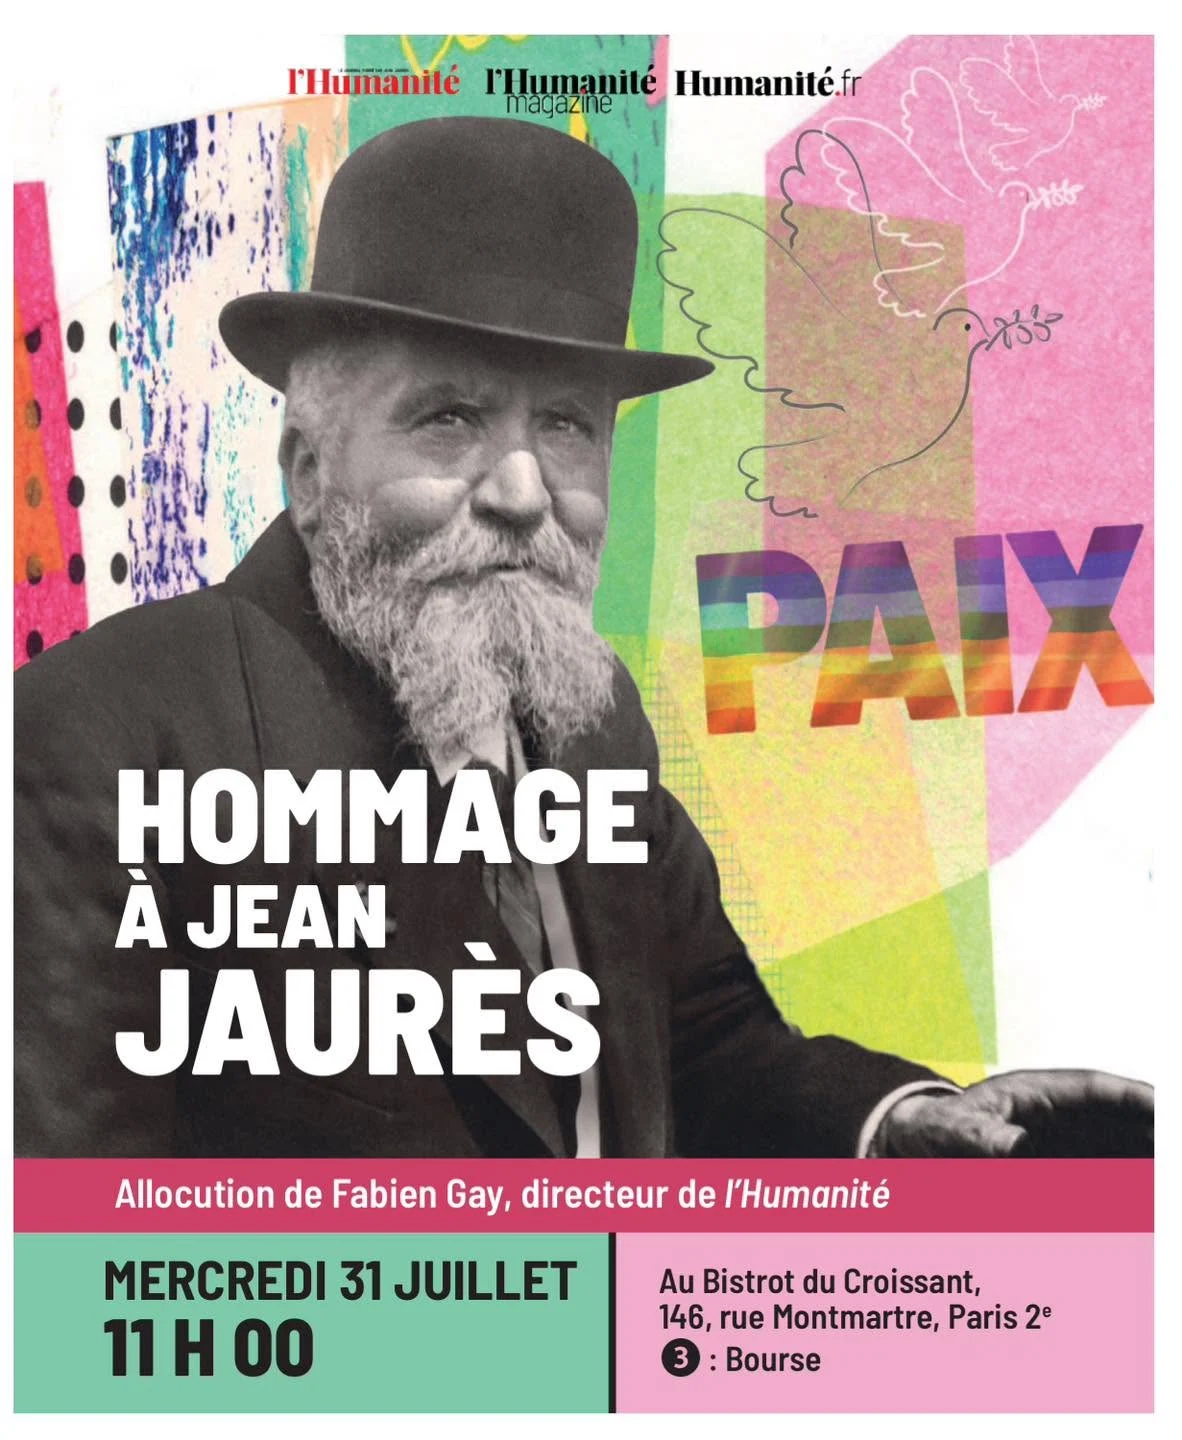 l'Humanité l'Humanité Humanité.fr
magazine
PAIX
HOMMAGE
À JEAN
JAURÈS
Allocution de Fabien Gay, directeur de l'Humanité
MERCREDI 31 JUILLET
11 H 00
Au Bistrot du Croissant,
146, rue Montmartre, Paris 2e
3 : Bourse